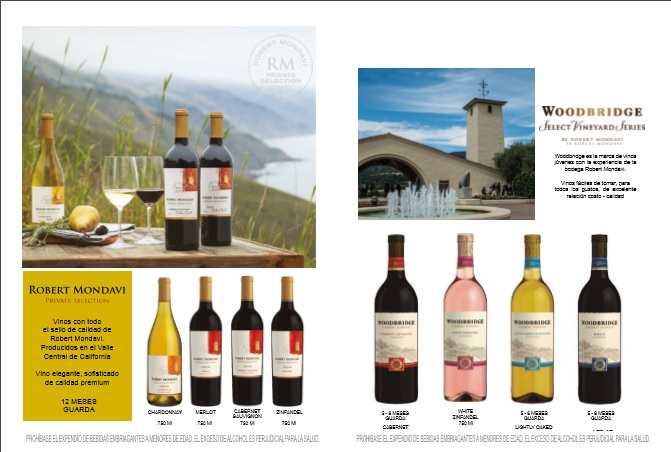 ROBERT MONDAVI
RM
PRIVATE
SELECTION
ROBERT MONDAVI
PRIVATE SELECTION
Vinos con todo
el sello de calidad de
Robert Mondavi.
Producidos en el Valle
Central de California
Vino elegante, sofisticado
de calidad premium
12 MESES
GUARDA
CHARDONNAY
750 Ml
MERLOT
750 Ml
CABERNET
SAUVIGNON
750 Ml
ZINFANDEL
750 Ml
PROHÍBASE EL EXPENDIO DE BEBIDAS EMBRIAGANTES A MENORES DE EDAD. EL EXCESO DE ALCOHOL ES PERJUDICIAL PARA LA SALUD.
WOODBRIDGE
SELECT VINEYARD SERIES
BY ROBERT MONDAVI
Woodbridge es la marca de vinos
jóvenes con la experiencia de la
bodega Robert Mondavi.
Vinos fáciles de tomar, para
todos los gustos, de excelente
relación costo - calidad
WOODBRIDGE
WOODBRIDGE
WOODBRIDGE
WOODBRIDGE
5 - 9 MESES
GUARDA
CABERNET
WHITE
ZINFANDEL
750 Ml
5 - 9 MESES
GUARDA
LIGHTLY OAKED
5 - 9 MESES
GUARDA
PROHÍBASE EL EXPENDIO DE BEBIDAS EMBRIAGANTES A MENORES DE EDAD. EL EXCESO DE ALCOHOL ES PERJUDICIAL PARA LA SALUD.